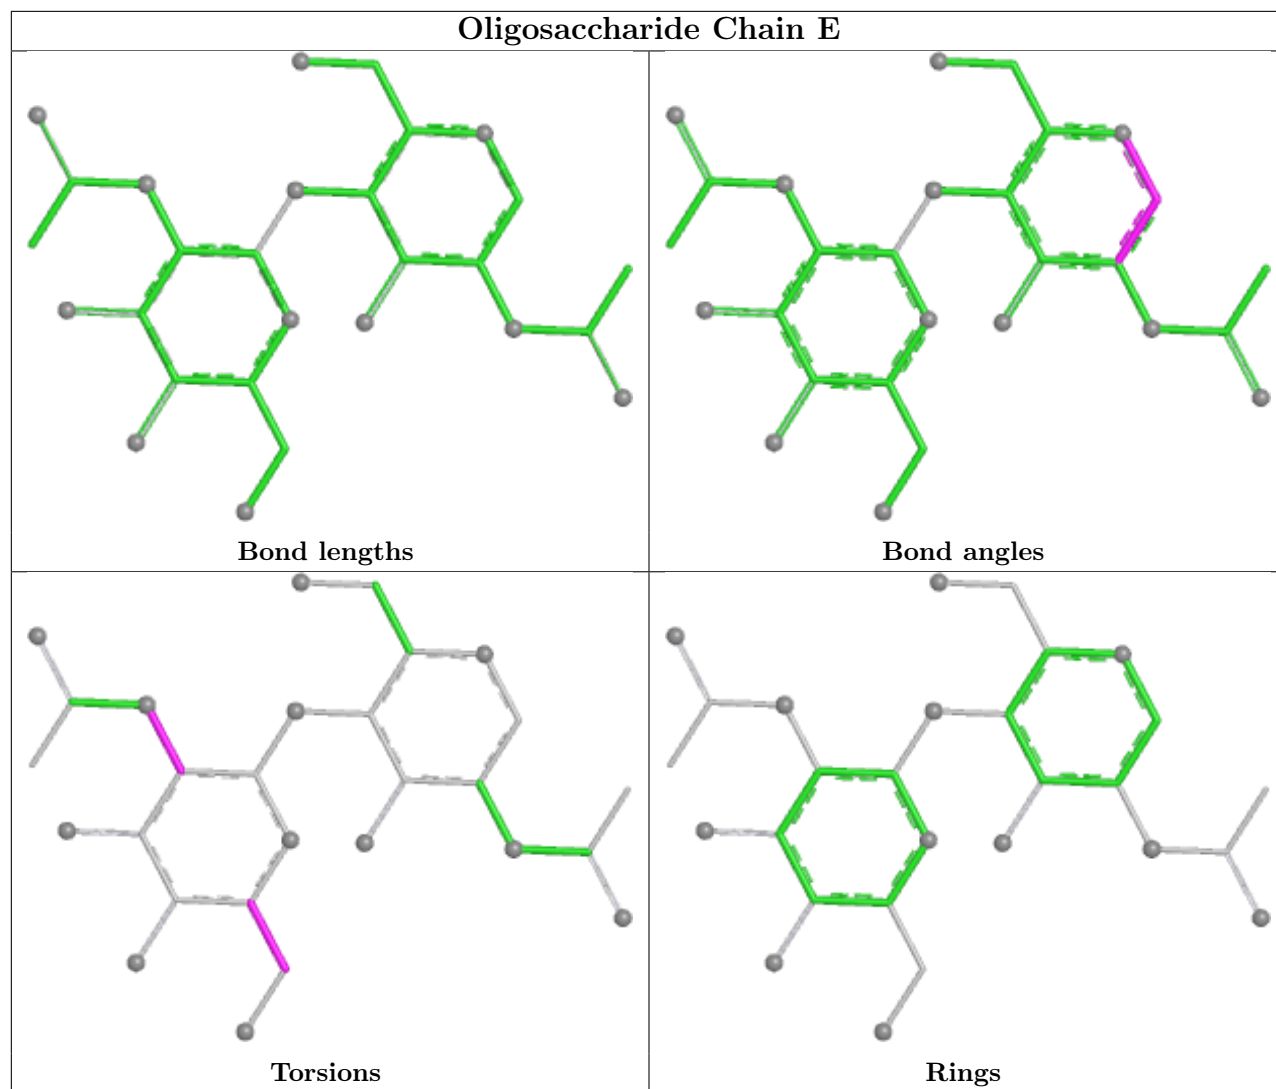 Oligosaccharide Chain E
Bond lengths
Bond angles
Torsions
Rings